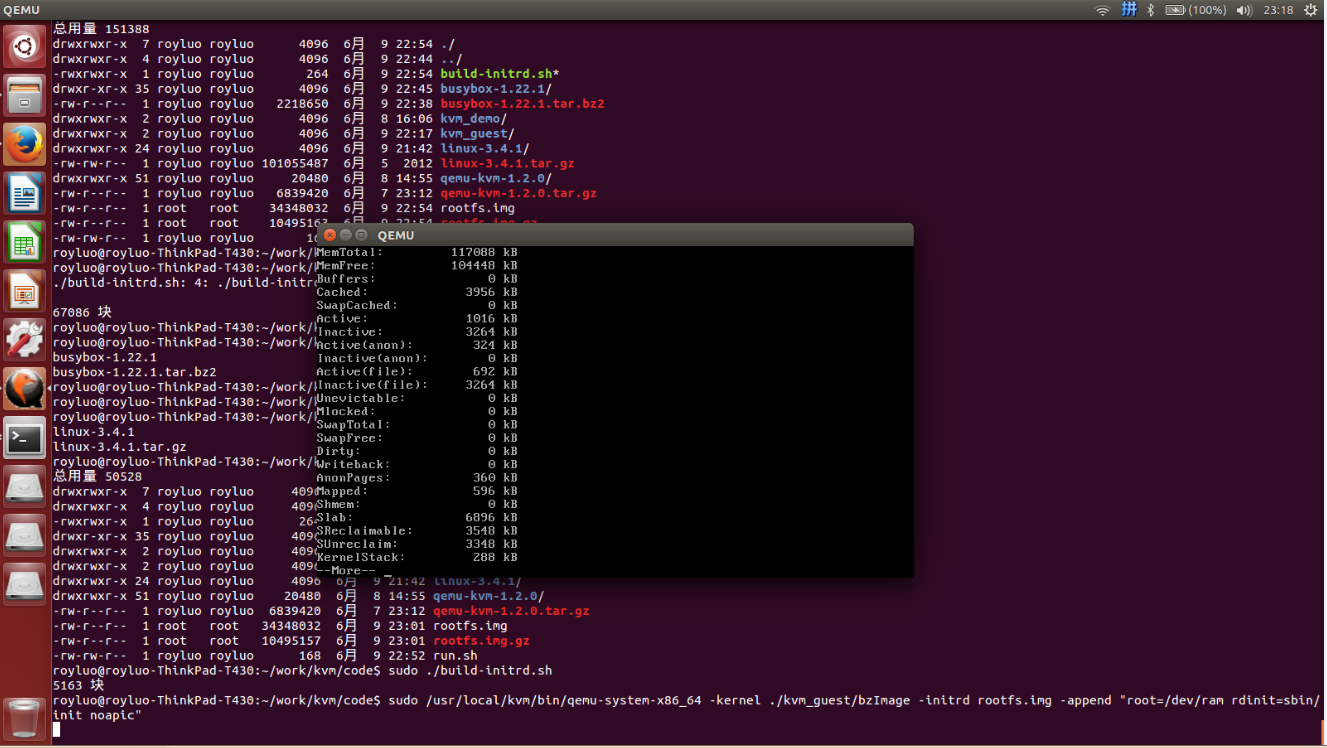 QEMU
拼 (100%) 23:18
总用量 151388
drwxrwxr-x 7 royluo royluo 4096 6月 9 22:54 ./
drwxrwxr-x 4 royluo royluo 4096 6月 9 22:44 ../
-rwxrwxr-x 1 royluo royluo 264 6月 9 22:54 build-initrd.sh*
drwxr-xr-x 35 royluo royluo 4096 6月 9 22:45 busybox-1.22.1/
-rw-r--r-- 1 royluo royluo 2218650 6月 9 22:38 busybox-1.22.1.tar.bz2
drwxrwxr-x 2 royluo royluo 4096 6月 8 16:06 kvm_demo/
drwxrwxr-x 2 royluo royluo 4096 6月 9 22:17 kvm_guest/
drwxrwxr-x 24 royluo royluo 4096 6月 9 21:42 linux-3.4.1/
-rw-rw-r-- 1 royluo royluo 101055487 6月 5 2012 linux-3.4.1.tar.gz
drwxrwxr-x 51 royluo royluo 20480 6月 8 14:55 qemu-kvm-1.2.0/
-rw-r--r-- 1 royluo royluo 6839420 6月 7 23:12 qemu-kvm-1.2.0.tar.gz
-rw-r--r-- 1 root root 34348032 6月 9 22:54 rootfs.img
-rw-r--r-- 1 root root 10495163 6月 9 22:54 rootfs.img.gz
-rw-rw-r-- 1 royluo royluo
royluo@royluo-ThinkPad-T430:~/work/
royluo@royluo-ThinkPad-T430:~/work/
./build-initrd.sh: 4: ./build-initr
67086 块
royluo@royluo-ThinkPad-T430:~/work/
royluo@royluo-ThinkPad-T430:~/work/
busybox-1.22.1
busybox-1.22.1.tar.bz2
royluo@royluo-ThinkPad-T430:~/work/
royluo@royluo-ThinkPad-T430:~/work/
royluo@royluo-ThinkPad-T430:~/work/
linux-3.4.1
linux-3.4.1.tar.gz
royluo@royluo-ThinkPad-T430:~/work/
总用量 50528
drwxrwxr-x 7 royluo royluo 409
drwxrwxr-x 4 royluo royluo 409
-rwxrwxr-x 1 royluo royluo 26
drwxr-xr-x 35 royluo royluo 409
drwxrwxr-x 2 royluo royluo 409
drwxrwxr-x 2 royluo royluo 409
drwxrwxr-x 24 royluo royluo 4096 6月 9 21:42 linux-3.4.1/
drwxrwxr-x 51 royluo royluo 20480 6月 8 14:55 qemu-kvm-1.2.0/
-rw-r--r-- 1 royluo royluo 6839420 6月 7 23:12 qemu-kvm-1.2.0.tar.gz
-rw-r--r-- 1 root root 34348032 6月 9 23:01 rootfs.img
-rw-r--r-- 1 root root 10495157 6月 9 23:01 rootfs.img.gz
-rw-rw-r-- 1 royluo royluo 168 6月 9 22:52 run.sh
royluo@royluo-ThinkPad-T430:~/work/kvm/code$ sudo ./build-initrd.sh
5163 块
royluo@royluo-ThinkPad-T430:~/work/kvm/code$ sudo /usr/local/kvm/bin/qemu-system-x86_64 -kernel ./kvm_guest/bzImage -initrd rootfs.img -append "root=/dev/ram rdinit=sbin/
init noapic"
QEMU
MemTotal: 117088 kB
MemFree: 104448 kB
Buffers: 0 kB
Cached: 3956 kB
SwapCached: 0 kB
Active: 1016 kB
Inactive: 3264 kB
Active(anon): 324 kB
Inactive(anon): 0 kB
Active(file): 692 kB
Inactive(file): 3264 kB
Unevictable: 0 kB
Mlocked: 0 kB
SwapTotal: 0 kB
SwapFree: 0 kB
Dirty: 0 kB
Writeback: 0 kB
AnonPages: 360 kB
Mapped: 596 kB
Shmem: 0 kB
Slab: 6896 kB
SReclaimable: 3548 kB
SUnreclaim: 3348 kB
KernelStack: 288 kB
--More--